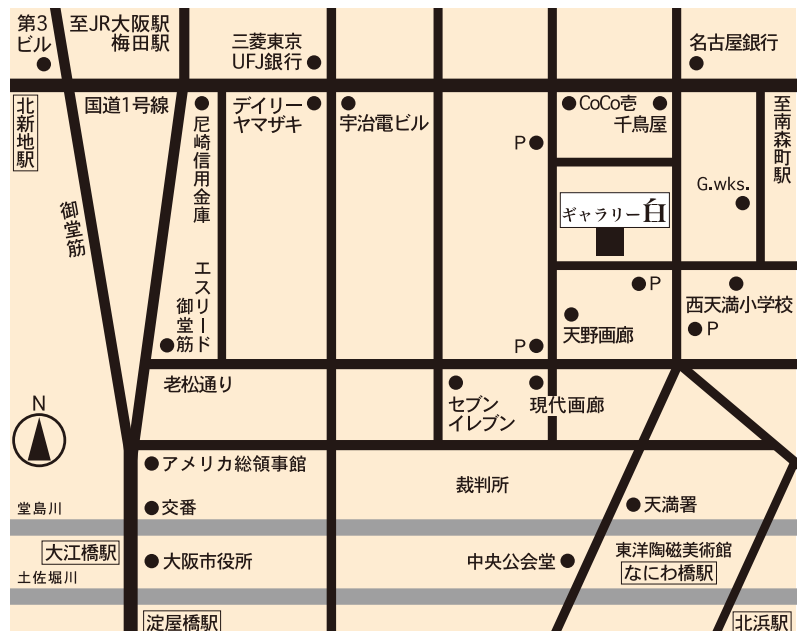 第3
ビル
至JR大阪駅
梅田駅
三菱東京
UFJ銀行
名古屋銀行
北新地駅
国道1号線
尼崎信用金庫
デイリー
ヤマザキ
宇治電ビル
CoCo壱
千鳥屋
至南森町駅
P
G.wks.
御堂筋
ギャラリー白
エスリード
御堂筋
P
西天満小学校
天野画廊
P
P
老松通り
セブン
イレブン
現代画廊
N
アメリカ総領事館
裁判所
堂島川
交番
天満署
大江橋駅
大阪市役所
中央公会堂
東洋陶磁美術館
なにわ橋駅
土佐堀川
淀屋橋駅
北浜駅